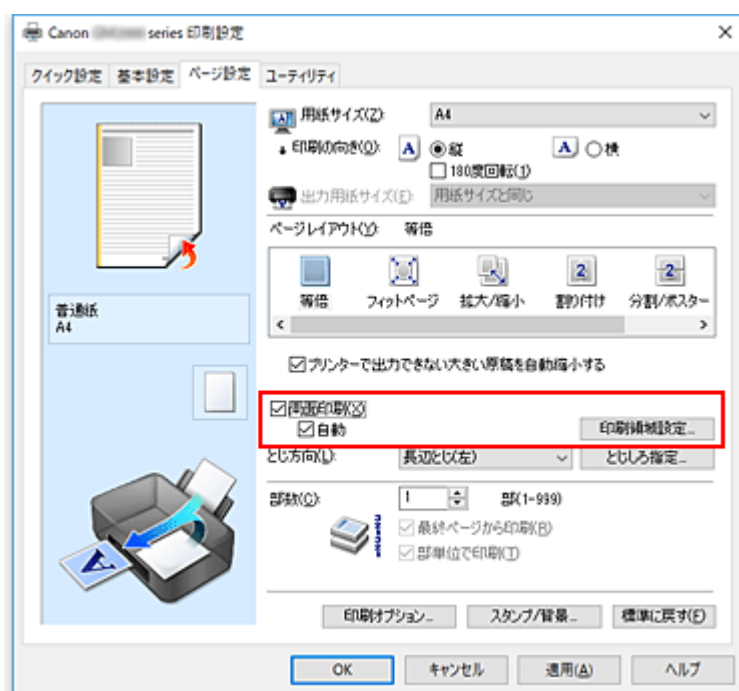 Canon series 印刷設定
クイック設定 基本設定 ページ設定 ユーティリティ
用紙サイズ(Z): A4
印刷の向き(O): A 縦 A 横
180度回転(1)
出力用紙サイズ(E): 用紙サイズと同じ
ページレイアウト(Y): 等倍
等倍 フィットページ 拡大/縮小 割り付け 分割/ポスター
普通紙
A4
プリンターで出力できない大きい原稿を自動縮小する
両面印刷(X)
自動 印刷領域設定...
とじ方向(L): 長辺とじ(左) とじしろ指定...
部数(C): 1 部(1-999)
最終ページから印刷(R)
部単位で印刷(T)
印刷オプション... スタンプ/背景... 標準に戻す(F)
OK キャンセル 適用(A) ヘルプ